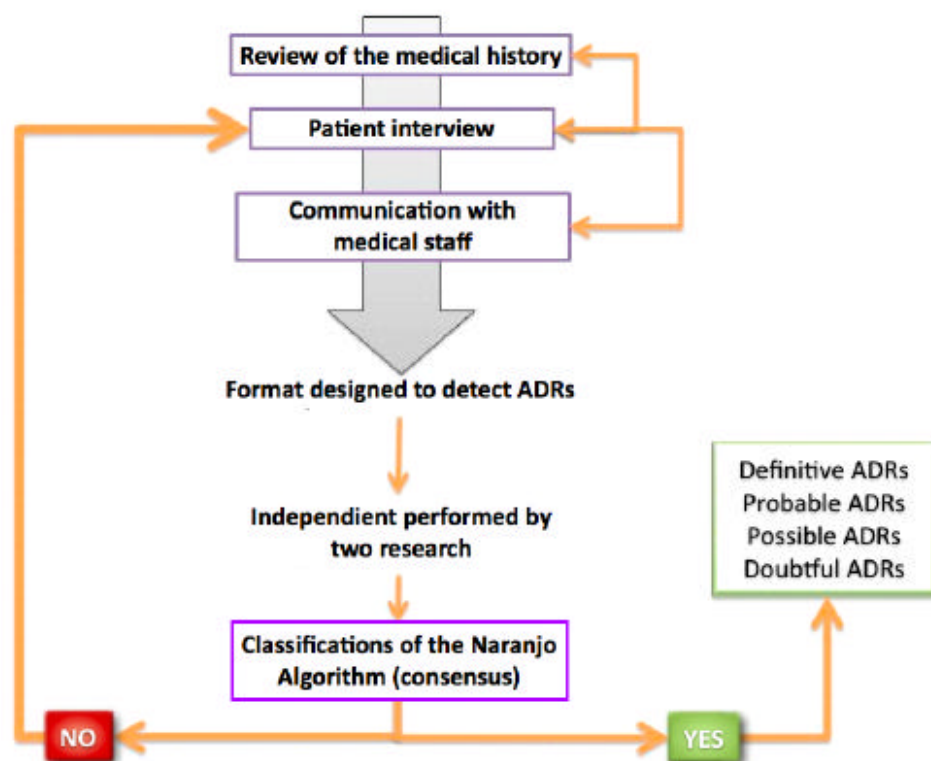 Review of the medical history
Patient interview
Communication with
medical staff
Format designed to detect ADRs
Independent performed by
two research
Classifications of the Naranjo
Algorithm (consensus)
Definitive ADRs
Probable ADRs
Possible ADRs
Doubtful ADRs
NO
YES